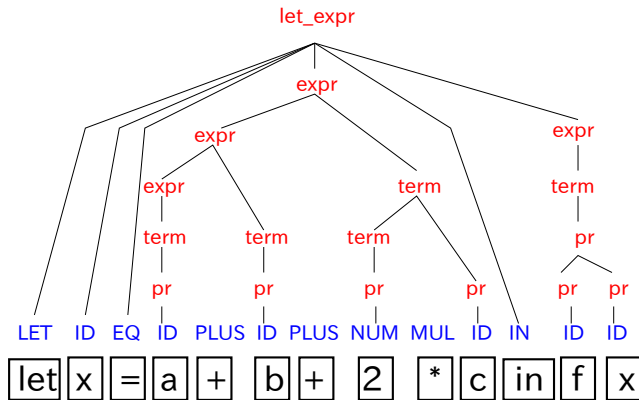 let_expr
expr
expr expr
expr term term
term term term pr
pr pr pr pr pr pr
LET ID EQ ID PLUS ID PLUS NUM MUL ID IN ID ID
let x = a + b + 2 * c in f x